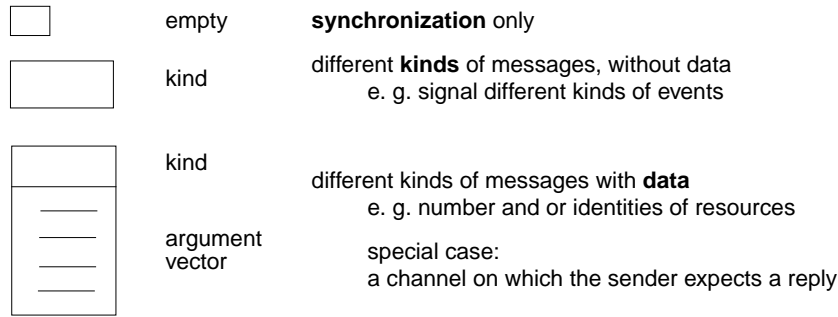 empty synchronization only
kind different kinds of messages, without data
e. g. signal different kinds of events
kind
different kinds of messages with data
e. g. number and or identities of resources
argument
vector
special case:
a channel on which the sender expects a reply